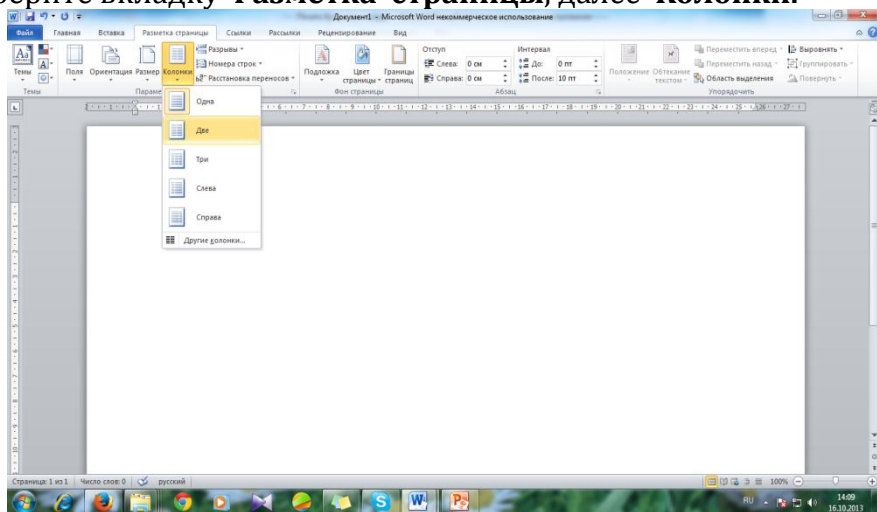 ерите вкладку Разметка страницы, далее Колонки.
Документ1 - Microsoft Word некоммерческое использование
Файл Главная Вставка Разметка страницы Ссылки Рассылки Рецензирование Вид
Разрывы
Номера строк
Расстановка переносов
Темы Поля Ориентация Размер Колонки
Подложка Цвет страницы Границы страниц
Отступ Интервал
Слева: 0 см До: 0 пт
Справа: 0 см После: 10 пт
Положение Обтекание текстом
Переместить вперед Выровнять
Переместить назад Группировать
Область выделения Повернуть
Темы Фон страницы Абзац Упорядочить
Одна
Две
Три
Слева
Справа
Другие колонки...
Страница: 1 из 1 Число слов: 0 русский 100%
RU 14:09
16.10.2013